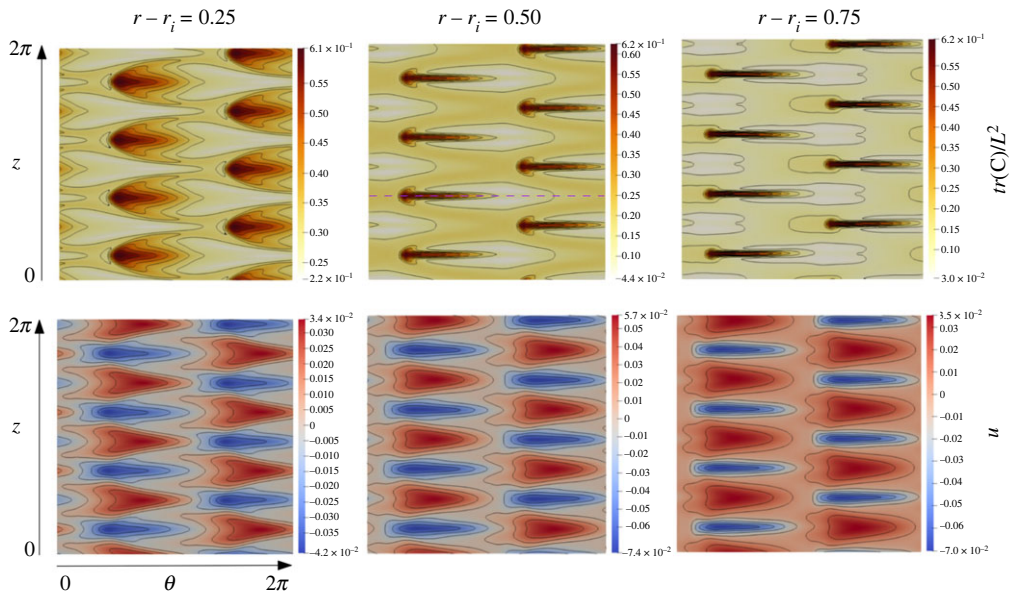 r – r_i = 0.25
r – r_i = 0.50
r – r_i = 0.75
2π
z
0
6.1 × 10⁻¹
0.55
0.50
0.45
0.40
0.35
0.30
0.25
2.2 × 10⁻¹
6.2 × 10⁻¹
0.60
0.55
0.50
0.45
0.40
0.35
0.30
0.25
0.20
0.15
0.10
4.4 × 10⁻²
6.2 × 10⁻¹
0.55
0.50
0.45
0.40
0.35
0.30
0.25
0.20
0.15
0.10
3.0 × 10⁻²
tr(C)/L²
2π
z
0
3.4 × 10⁻²
0.030
0.025
0.020
0.015
0.010
0.005
0
–0.005
–0.010
–0.015
–0.020
–0.025
–0.030
–0.035
–4.2 × 10⁻²
5.7 × 10⁻²
0.04
0.03
0.02
0.01
0
–0.01
–0.02
–0.03
–0.04
–0.05
–0.06
–7.4 × 10⁻²
3.5 × 10⁻²
0.03
0.02
0.01
0
–0.01
–0.02
–0.03
–0.04
–0.05
–0.06
–7.0 × 10⁻²
u
0 θ 2π